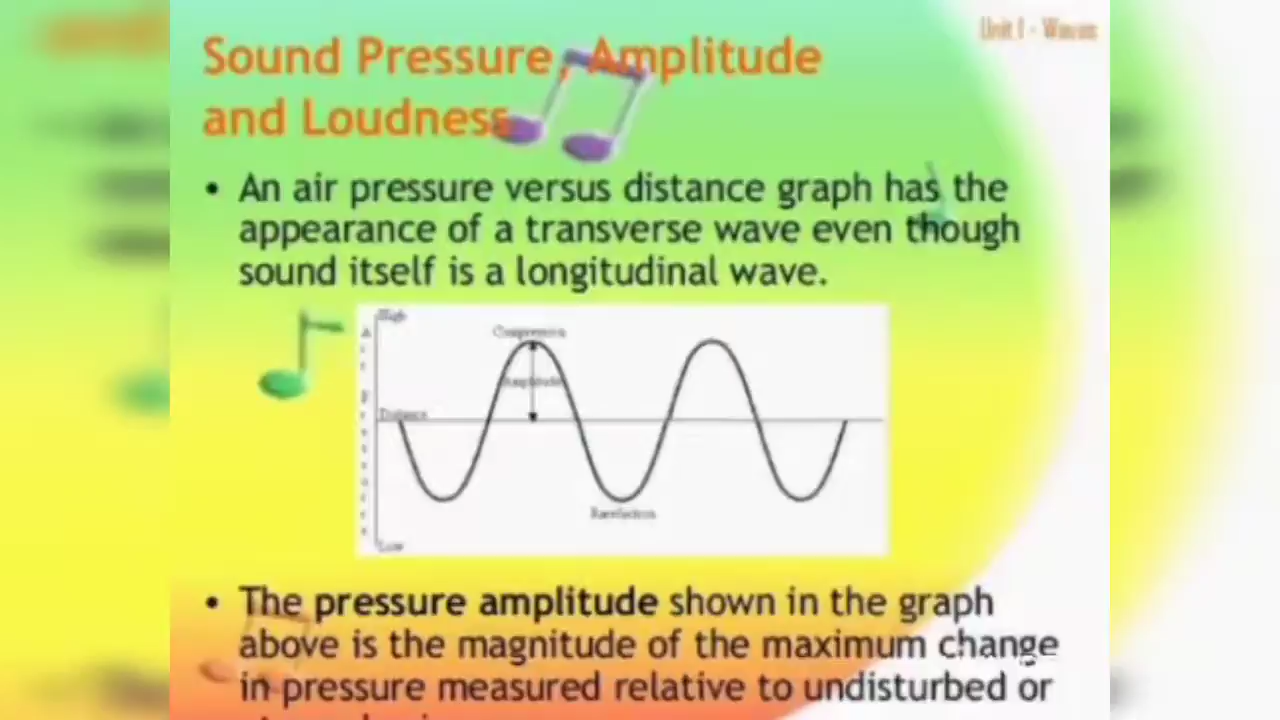 Unit 1 - Waves
Sound Pressure, Amplitude
and Loudness
• An air pressure versus distance graph has the
appearance of a transverse wave even though
sound itself is a longitudinal wave.
High
Compression
Amplitude
Distance
Rarefaction
Low
• The pressure amplitude shown in the graph
above is the magnitude of the maximum change
in pressure measured relative to undisturbed or